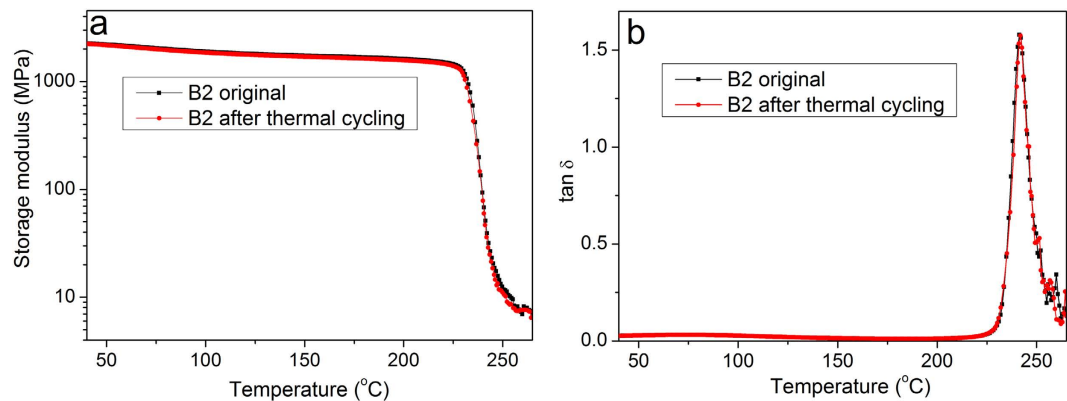 a
Storage modulus (MPa)
1000
100
10
B2 original
B2 after thermal cycling
50 100 150 200 250
Temperature (°C)
b
tan δ
1.5
1.0
0.5
0.0
B2 original
B2 after thermal cycling
50 100 150 200 250
Temperature (°C)